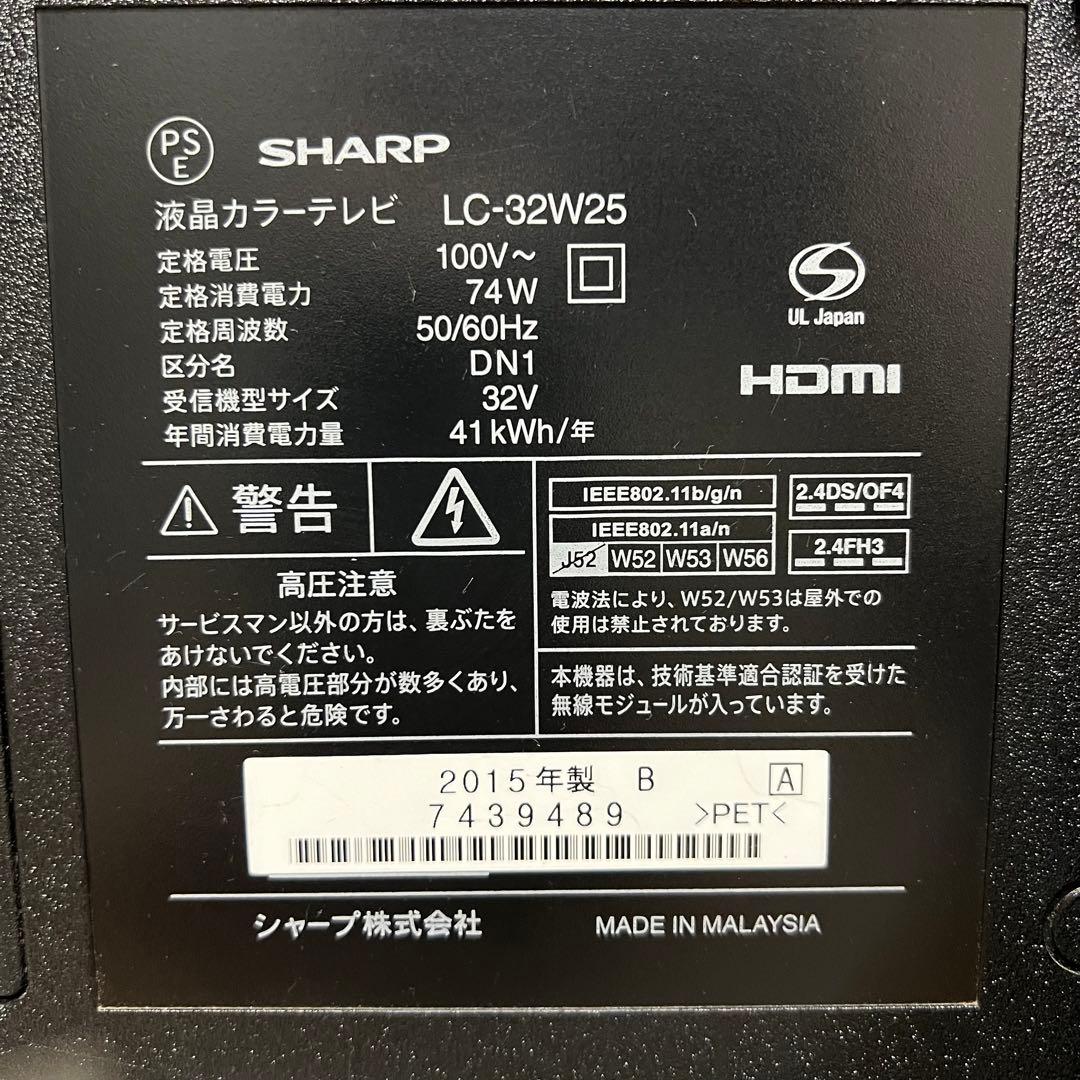 PS
E
SHARP
液晶カラーテレビ LC-32W25
定格電圧 100V～
定格消費電力 74W
定格周波数 50/60Hz
区分名 DN1
受信機型サイズ 32V
年間消費電力量 41kWh/年
UL Japan
HDMI
警告
高圧注意
サービスマン以外の方は、裏ぶたを
あけないでください。
内部には高電圧部分が数多くあり、
万一さわると危険です。
IEEE802.11b/g/n
IEEE802.11a/n
J52 W52 W53 W56
2.4DS/OF4
2.4FH3
電波法により、W52/W53は屋外での
使用は禁止されております。
本機器は、技術基準適合認証を受けた
無線モジュールが入っています。
2015年製 B A
7439489 >PET<
シャープ株式会社 MADE IN MALAYSIA